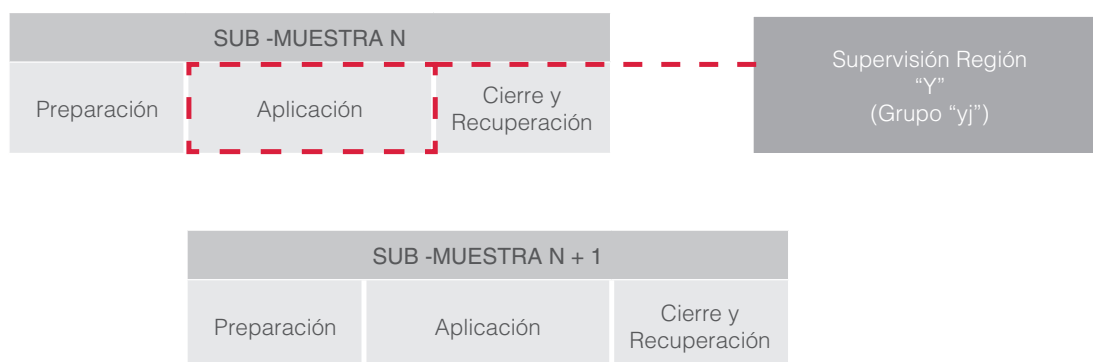 SUB -MUESTRA N
Preparación
Aplicación
Cierre y
Recuperación
Supervisión Región
“Y”
(Grupo “yj”)
SUB -MUESTRA N + 1
Preparación
Aplicación
Cierre y
Recuperación